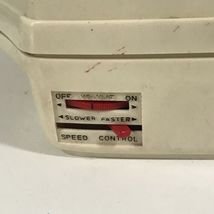 OFF ON
◄SLOWER FASTER►
SPEED CONTROL